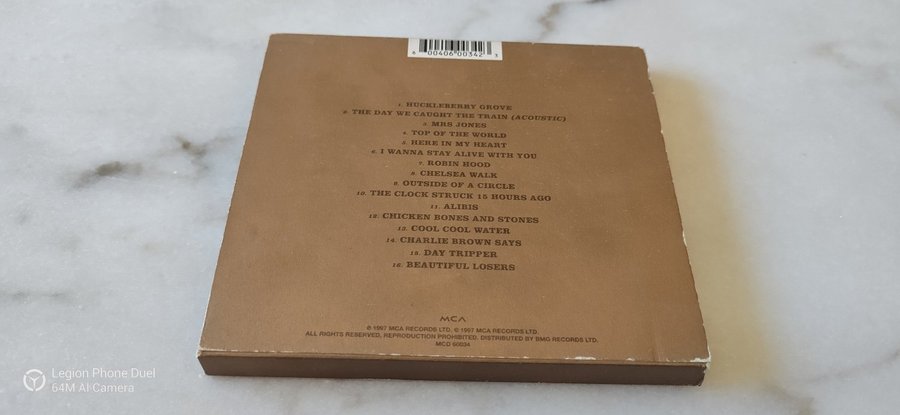 6 00406 00342 3
1. HUCKLEBERRY GROVE
2. THE DAY WE CAUGHT THE TRAIN (ACOUSTIC)
3. MRS JONES
4. TOP OF THE WORLD
5. HERE IN MY HEART
6. I WANNA STAY ALIVE WITH YOU
7. ROBIN HOOD
8. CHELSEA WALK
9. OUTSIDE OF A CIRCLE
10. THE CLOCK STRUCK 15 HOURS AGO
11. ALIBIS
12. CHICKEN BONES AND STONES
13. COOL COOL WATER
14. CHARLIE BROWN SAYS
15. DAY TRIPPER
16. BEAUTIFUL LOSERS
MCA
℗ 1997 MCA RECORDS LTD. © 1997 MCA RECORDS LTD.
ALL RIGHTS RESERVED, REPRODUCTION PROHIBITED. DISTRIBUTED BY BMG RECORDS LTD.
MCD 60034
Legion Phone Duel
64M AI Camera